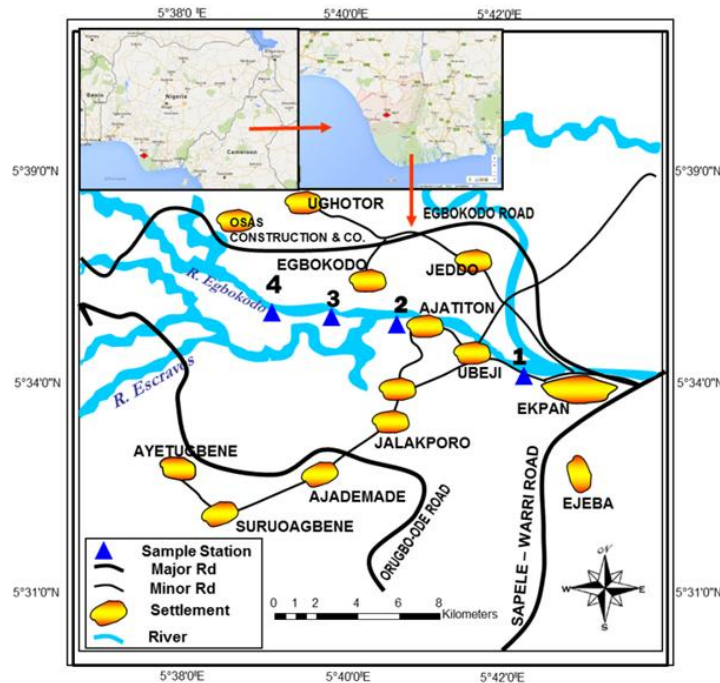 5°38'0 0"E
5°40'0"E
5°42'0"E
Benin
Nigeria
Cameroon
5°39'0"N
5°39'0"N
UGHOTOR
OSAS
CONSTRUCTION & CO.
EGBOKODO ROAD
EGBOKODO
JEDDO
R. Egbokodo
4
3
2
AJATITON
1
UBEJI
R. Escravos
5°34'0"N
5°34'0"N
EKPAN
JALAKPORO
AYETUGBENE
AJADEMADE
EJEBA
SURUOAGBENE
ORUGBO-ODE ROAD
SAPELE – WARRI ROAD
Sample Station
Major Rd
Minor Rd
Settlement
River
0 1 2 4 6 8
Kilometers
N
W E
S
5°31'0"N
5°31'0"N
5°38'0"E
5°40'0"E
5°42'0"E